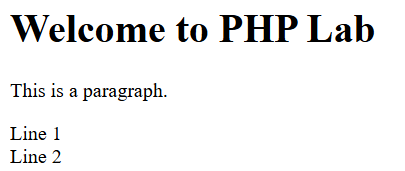 Welcome to PHP Lab
This is a paragraph.
Line 1
Line 2